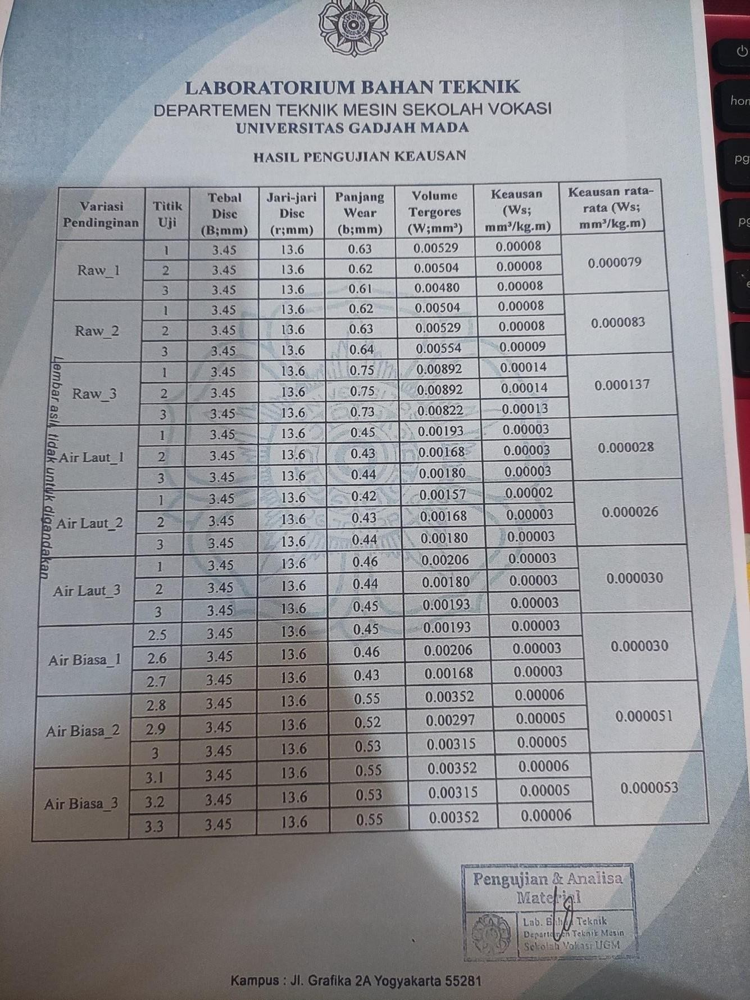 LABORATORIUM BAHAN TEKNIK
DEPARTEMEN TEKNIK MESIN SEKOLAH VOKASI
UNIVERSITAS GADJAH MADA
HASIL PENGUJIAN KEAUSAN
Variasi Pendinginan Titik Uji Tebal Disc (B;mm) Jari-jari Disc (r;mm) Panjang Wear (b;mm) Volume Tergores (W;mm³) Keausan (Ws; mm³/kg.m) Keausan rata-rata (Ws; mm³/kg.m)
Raw_1 1 3.45 13.6 0.63 0.00529 0.00008 0.000079
2 3.45 13.6 0.62 0.00504 0.00008
3 3.45 13.6 0.61 0.00480 0.00008
Raw_2 1 3.45 13.6 0.62 0.00504 0.00008 0.000083
2 3.45 13.6 0.63 0.00529 0.00008
3 3.45 13.6 0.64 0.00554 0.00009
Raw_3 1 3.45 13.6 0.75 0.00892 0.00014 0.000137
2 3.45 13.6 0.75 0.00892 0.00014
3 3.45 13.6 0.73 0.00822 0.00013
Air Laut_1 1 3.45 13.6 0.45 0.00193 0.00003 0.000028
2 3.45 13.6 0.43 0.00168 0.00003
3 3.45 13.6 0.44 0.00180 0.00003
Air Laut_2 1 3.45 13.6 0.42 0.00157 0.00002 0.000026
2 3.45 13.6 0.43 0.00168 0.00003
3 3.45 13.6 0.44 0.00180 0.00003
Air Laut_3 1 3.45 13.6 0.46 0.00206 0.00003 0.000030
2 3.45 13.6 0.44 0.00180 0.00003
3 3.45 13.6 0.45 0.00193 0.00003
Air Biasa_1 2.5 3.45 13.6 0.45 0.00193 0.00003 0.000030
2.6 3.45 13.6 0.46 0.00206 0.00003
2.7 3.45 13.6 0.43 0.00168 0.00003
Air Biasa_2 2.8 3.45 13.6 0.55 0.00352 0.00006 0.000051
2.9 3.45 13.6 0.52 0.00297 0.00005
3 3.45 13.6 0.53 0.00315 0.00005
Air Biasa_3 3.1 3.45 13.6 0.55 0.00352 0.00006 0.000053
3.2 3.45 13.6 0.53 0.00315 0.00005
3.3 3.45 13.6 0.55 0.00352 0.00006
Lembar asli, tidak untuk digandakan
Pengujian & Analisa
Material
Lab. Bahan Teknik
Departemen Teknik Mesin
Sekolah Vokasi UGM
Kampus : Jl. Grafika 2A Yogyakarta 55281